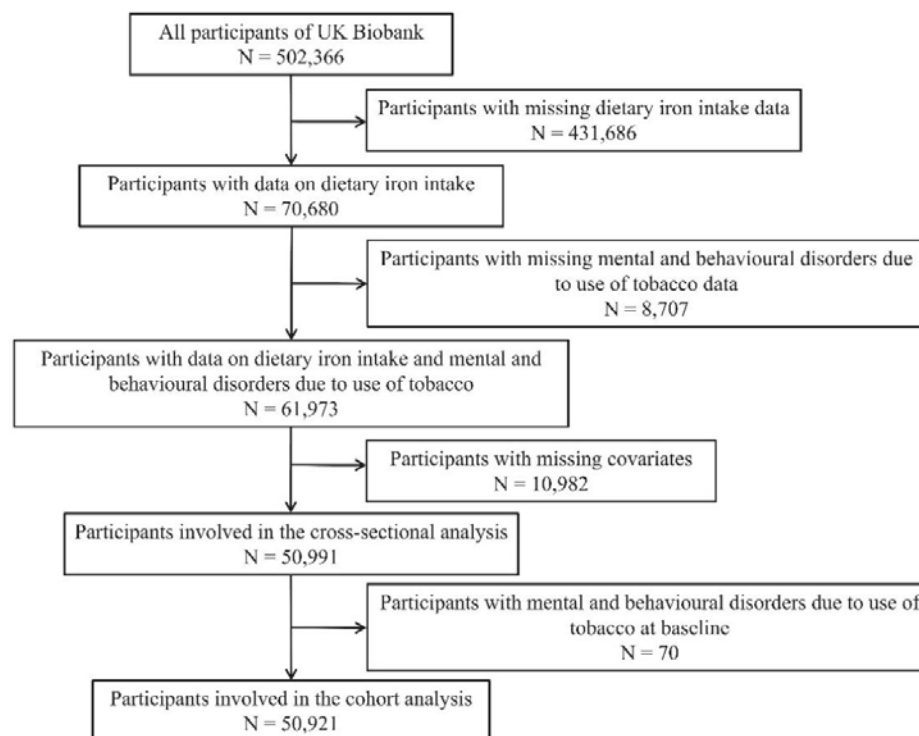 All participants of UK Biobank
N = 502,366
Participants with missing dietary iron intake data
N = 431,686
Participants with data on dietary iron intake
N = 70,680
Participants with missing mental and behavioural disorders due
to use of tobacco data
N = 8,707
Participants with data on dietary iron intake and mental and
behavioural disorders due to use of tobacco
N = 61,973
Participants with missing covariates
N = 10,982
Participants involved in the cross-sectional analysis
N = 50,991
Participants with mental and behavioural disorders due to use of
tobacco at baseline
N = 70
Participants involved in the cohort analysis
N = 50,921